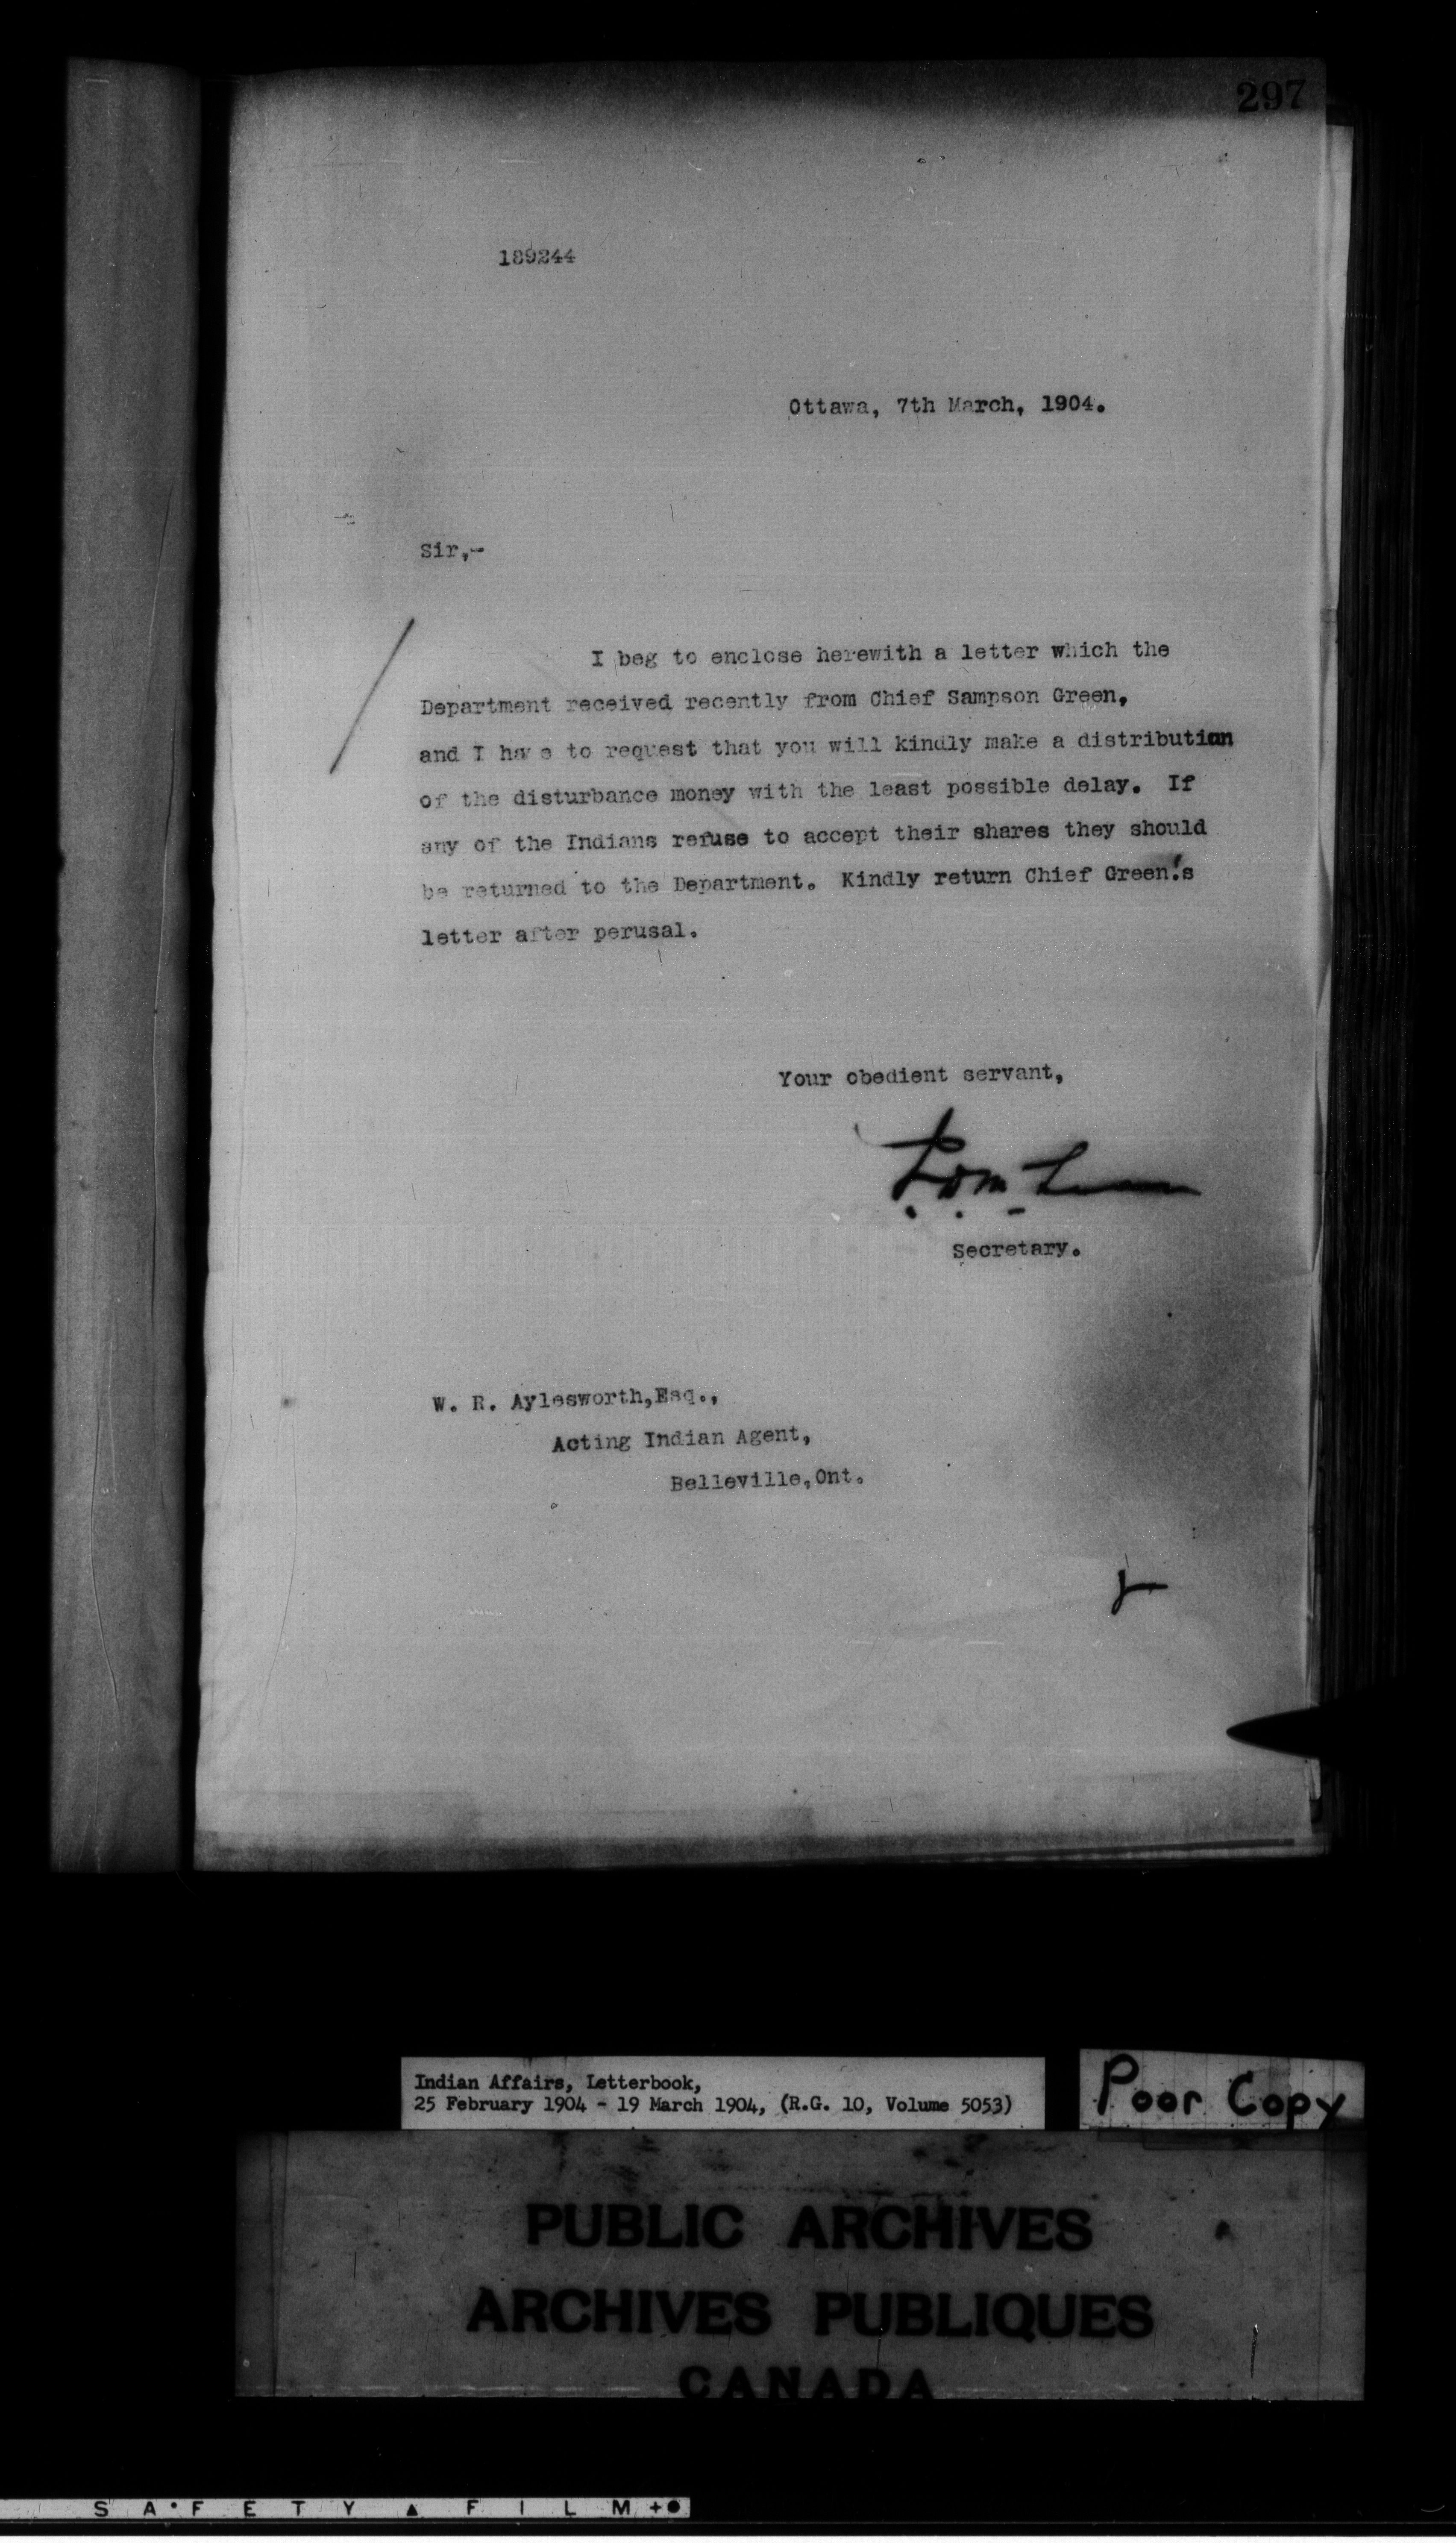 297
189244
Ottawa, 7th March, 1904.
Sir,-
I beg to enclose herewith a letter which the
Department received recently from Chief Sampson Green,
and I have to request that you will kindly make a distribution
of the disturbance money with the least possible delay. If
any of the Indians refuse to accept their shares they should
be returned to the Department. Kindly return Chief Green's
letter after perusal.
Your obedient servant,
Secretary.
W. R. Aylesworth,Esq.,
Acting Indian Agent,
Belleville,Ont.
Indian Affairs, Letterbook,
25 February 1904 - 19 March 1904, (R.G. 10, Volume 5053)
Poor Copy
PUBLIC ARCHIVES
ARCHIVES PUBLIQUES
CANADA
SAFETY FILM